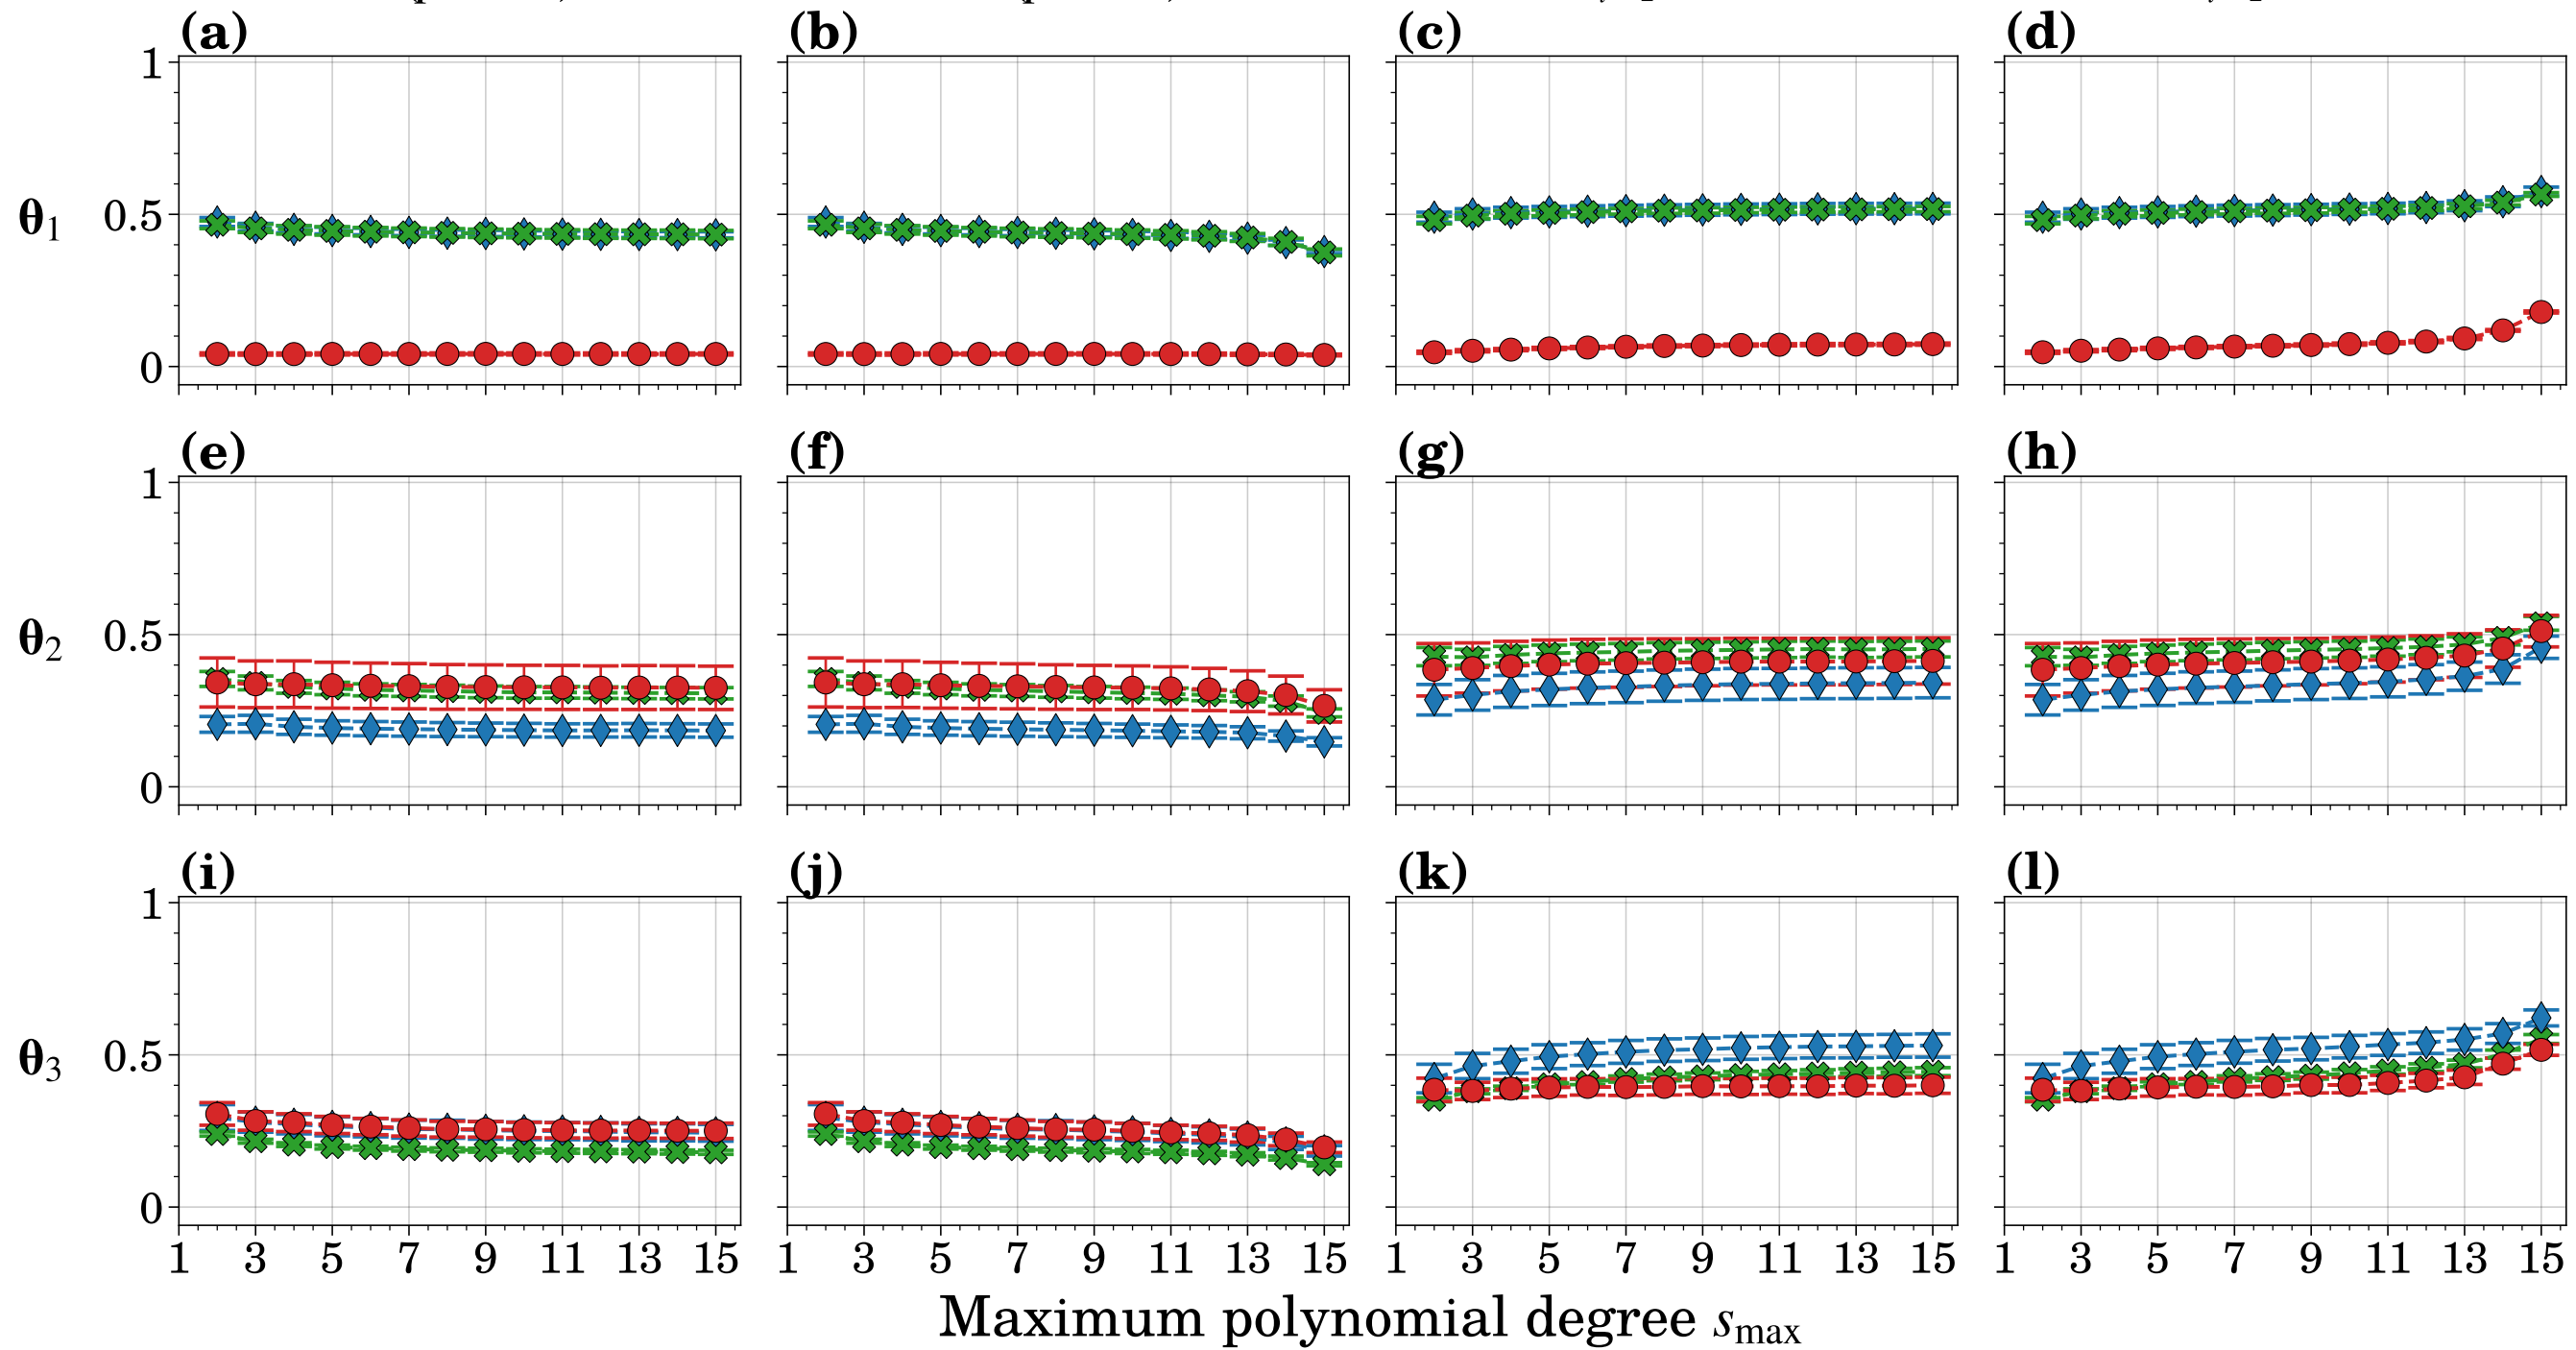 (a) (b) (c) (d)
1
θ1 0.5
0
(e) (f) (g) (h)
1
θ2 0.5
0
(i) (j) (k) (l)
1
θ3 0.5
0
1 3 5 7 9 11 13 15 1 3 5 7 9 11 13 15 1 3 5 7 9 11 13 15 1 3 5 7 9 11 13 15
Maximum polynomial degree smax